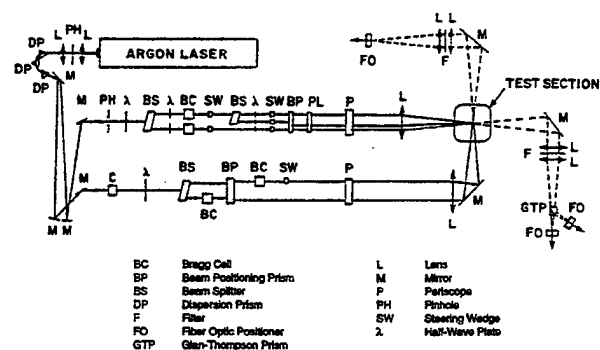 L L M
FO F
DP L PH L
ARGON LASER
DP DP M
TEST SECTION
M PH λ BS λ BC SW BS λ SW BP PL P L M
F L L
BS BP BC SW P
M C λ BC L M
GTP FO
FO
M M
BC Bragg Cell L Lens
BP Beam Positioning Prism M Mirror
BS Beam Splitter P Periscope
DP Dispersion Prism PH Pinhole
F Filter SW Steering Wedge
FO Fiber Optic Positioner λ Half-Wave Plate
GTP Glan-Thompson Prism